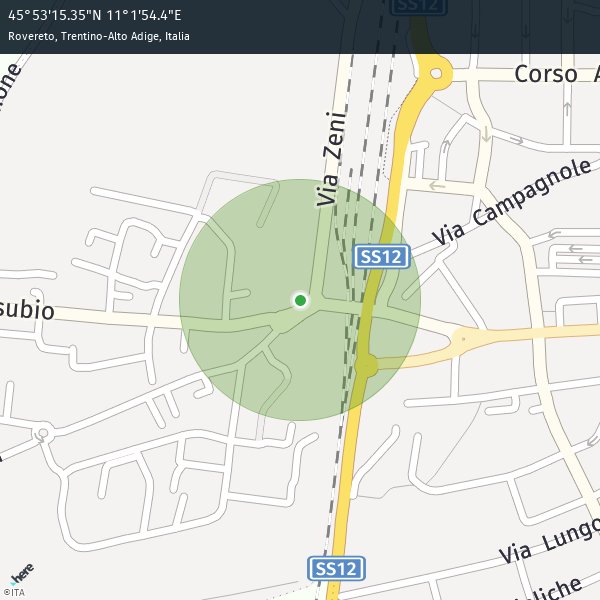 45°53'15.35"N 11°1'54.4"E
Rovereto, Trentino-Alto Adige, Italia
SS12
Corso A
one
Via Zeni
Via Campagnole
SS12
subio
Via Lungo
SS12
liche
here
©ITA